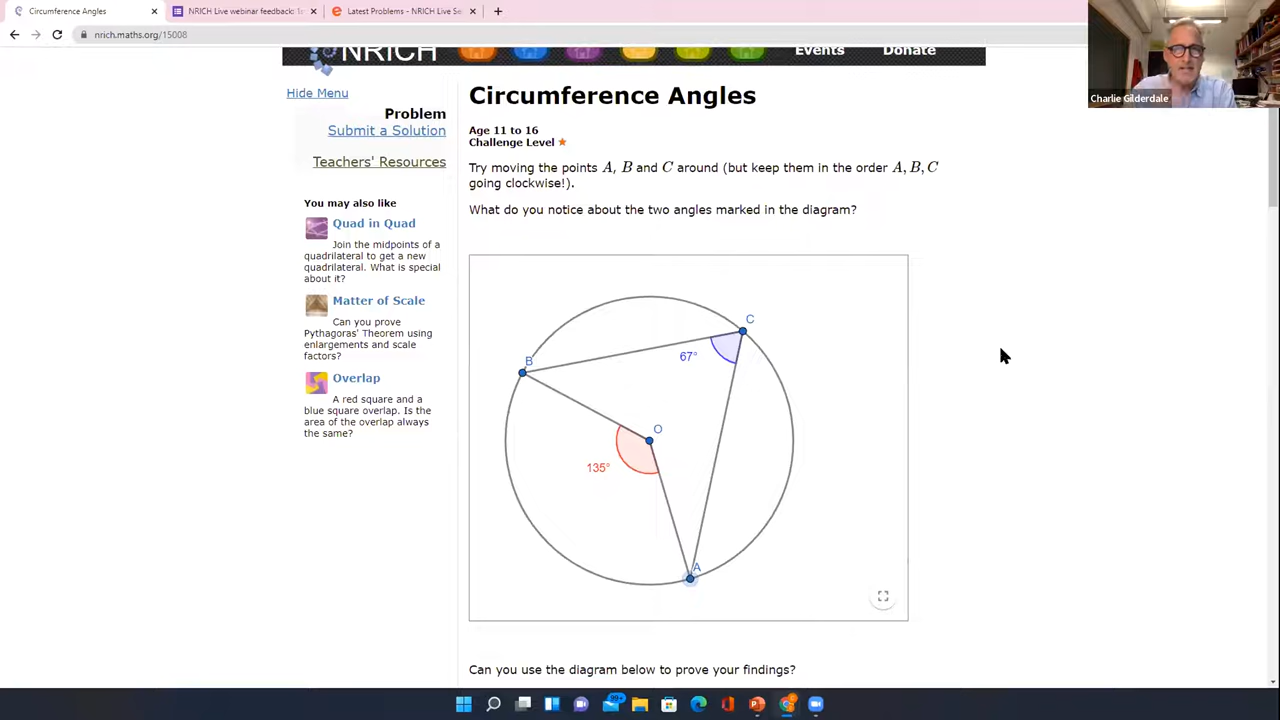 Circumference Angles
NRICH Live webinar feedback: 1
Latest Problems - NRICH Live Se
nrich.maths.org/15008
Charlie Gilderdale
NRICH
Events
Donate
Hide Menu
Problem
Submit a Solution
Teachers' Resources
You may also like
Quad in Quad
Join the midpoints of a
quadrilateral to get a new
quadrilateral. What is special
about it?
Matter of Scale
Can you prove
Pythagoras' Theorem using
enlargements and scale
factors?
Overlap
A red square and a
blue square overlap. Is the
area of the overlap always
the same?
Circumference Angles
Age 11 to 16
Challenge Level
Try moving the points A, B and C around (but keep them in the order A, B, C
going clockwise!).
What do you notice about the two angles marked in the diagram?
C
B
67°
O
135°
A
Can you use the diagram below to prove your findings?
99+